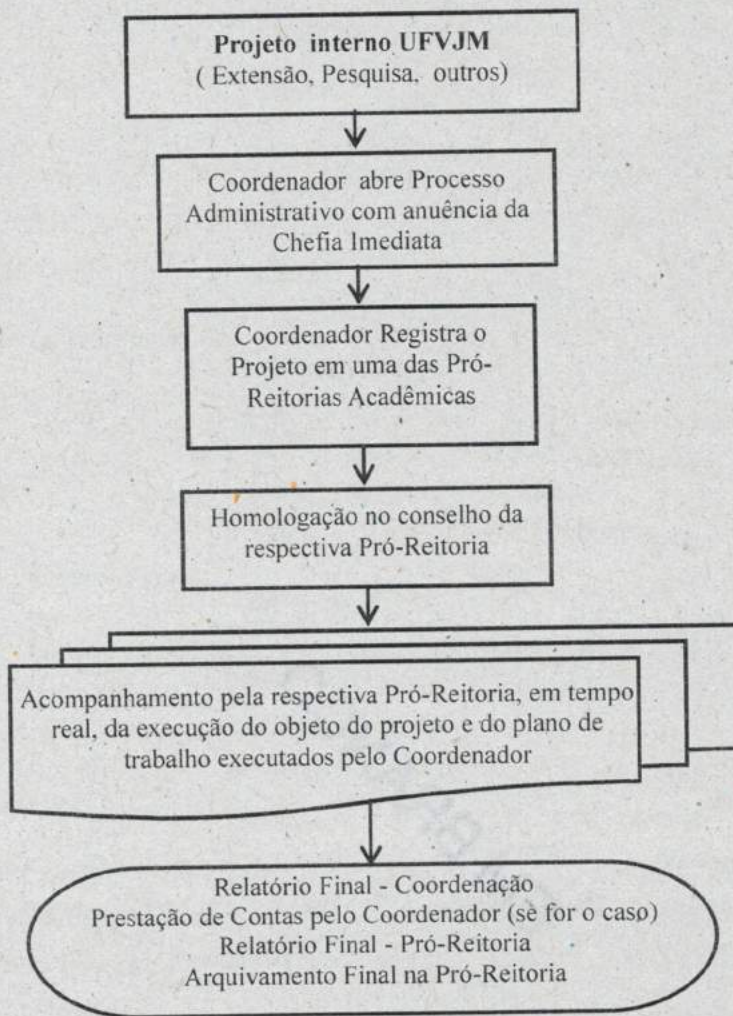 Projeto interno UFVJM
( Extensão, Pesquisa, outros)
Coordenador abre Processo
Administrativo com anuência da
Chefia Imediata
Coordenador Registra o
Projeto em uma das Pró-
Reitorias Acadêmicas
Homologação no conselho da
respectiva Pró-Reitoria
Acompanhamento pela respectiva Pró-Reitoria, em tempo
real, da execução do objeto do projeto e do plano de
trabalho executados pelo Coordenador
Relatório Final - Coordenação
Prestação de Contas pelo Coordenador (se for o caso)
Relatório Final - Pró-Reitoria
Arquivamento Final na Pró-Reitoria